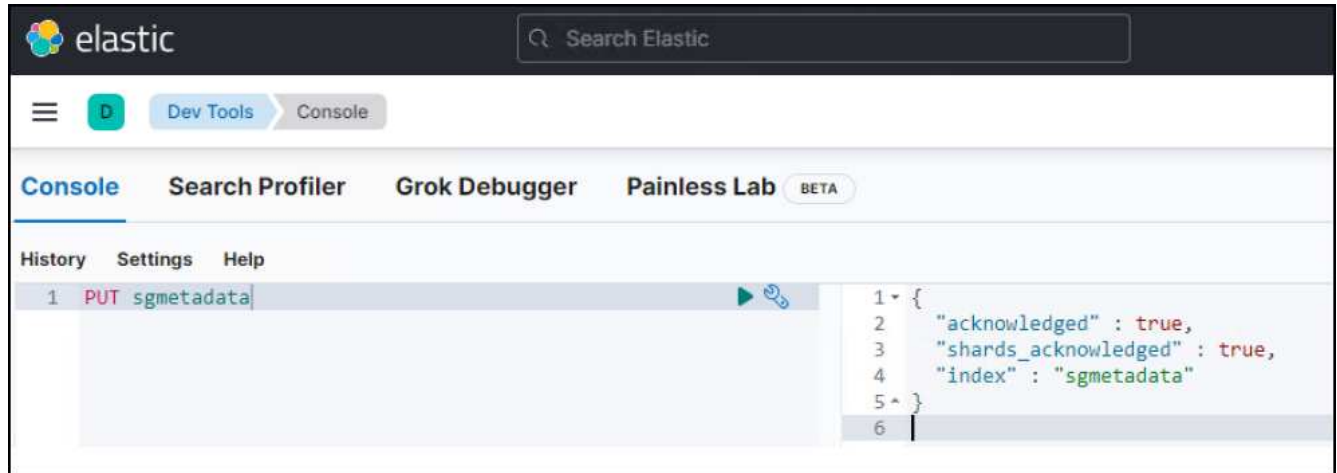 elastic
Search Elastic
D
Dev Tools
Console
Console
Search Profiler
Grok Debugger
Painless Lab
BETA
History
Settings
Help
1 PUT sgmetadata
1 {
2 "acknowledged" : true,
3 "shards_acknowledged" : true,
4 "index" : "sgmetadata"
5 }
6